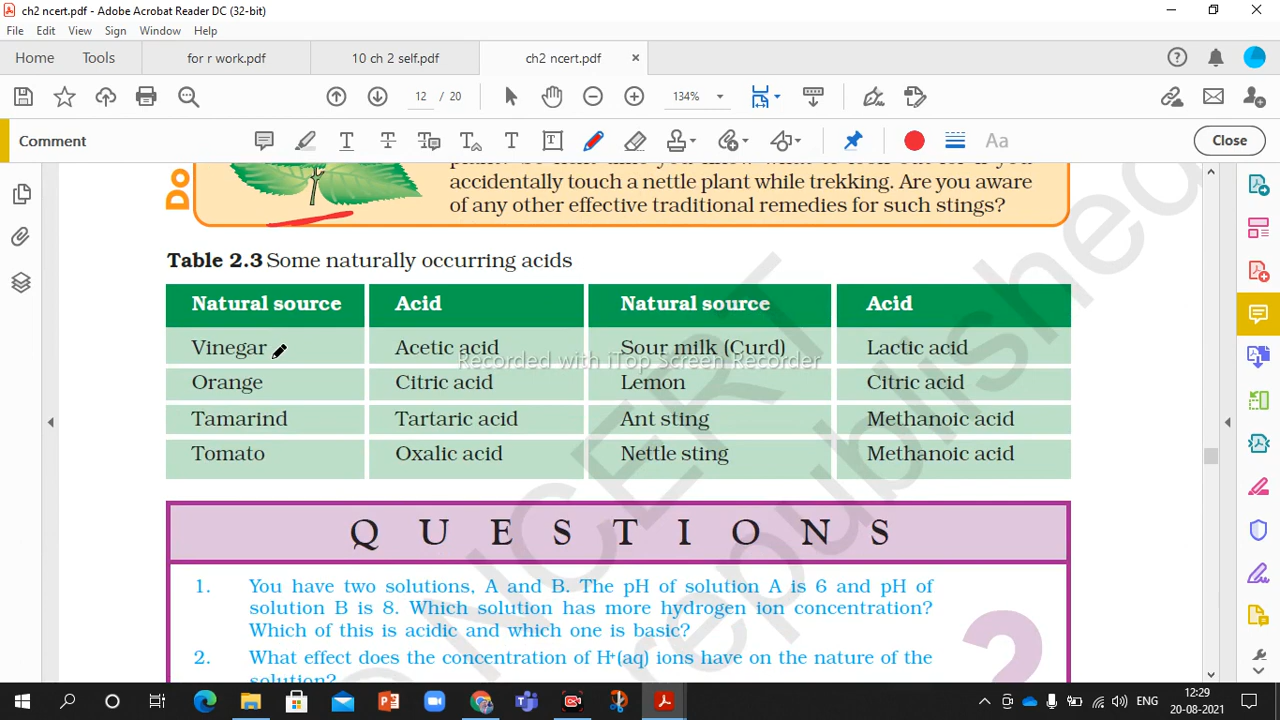 ch2 ncert.pdf - Adobe Acrobat Reader DC (32-bit)
File Edit View Sign Window Help
Home Tools for r work.pdf 10 ch 2 self.pdf ch2 ncert.pdf ×
12 / 20 134%
Comment Aa Close
accidentally touch a nettle plant while trekking. Are you aware
of any other effective traditional remedies for such stings?
Do
Table 2.3 Some naturally occurring acids
Natural source Acid Natural source Acid
Vinegar Acetic acid Sour milk (Curd) Lactic acid
Recorded with iTop Screen Recorder
Orange Citric acid Lemon Citric acid
Tamarind Tartaric acid Ant sting Methanoic acid
Tomato Oxalic acid Nettle sting Methanoic acid
QUESTIONS
1. You have two solutions, A and B. The pH of solution A is 6 and pH of
solution B is 8. Which solution has more hydrogen ion concentration?
Which of this is acidic and which one is basic?
2. What effect does the concentration of H+(aq) ions have on the nature of the
solution?
NCERT
republished
?
ENG 12:29
20-08-2021